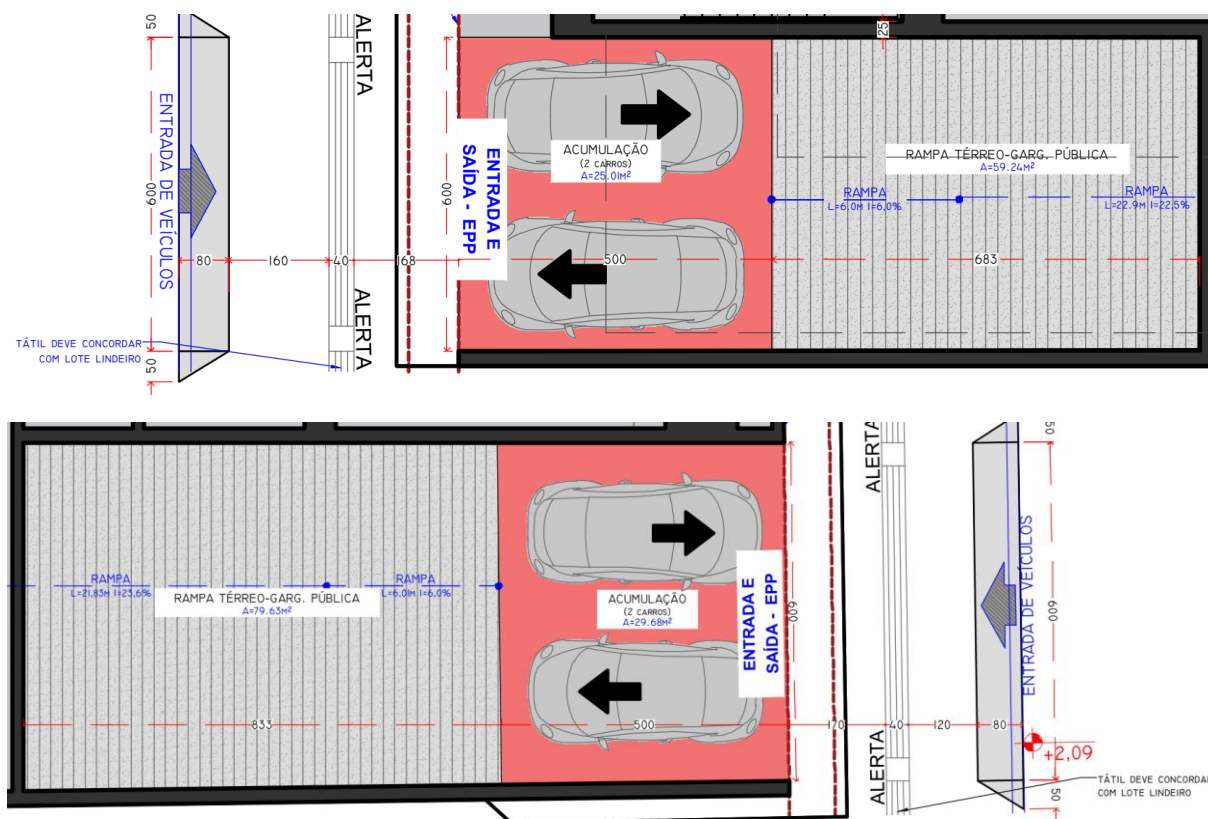 50
600
ENTRADA DE VEÍCULOS
80
160
40
168
ALERTA
ALERTA
TÁTIL DEVE CONCORDAR
COM LOTE LINDEIRO
50
600
ENTRADA E
SAÍDA - EPP
ACUMULAÇÃO
(2 CARROS)
A=25.01M²
500
25
RAMPA TÉRREO-GARG. PÚBLICA
A=59.24M²
RAMPA
L=6.0M I=6,0%
RAMPA
L=22.9M I=22,5%
683
RAMPA
L=21,83M I=23,6%
RAMPA
L=6,01M I=6,0%
RAMPA TÉRREO-GARG. PÚBLICA
A=79.63M²
833
ACUMULAÇÃO
(2 CARROS)
A=29.68M²
500
ENTRADA E
SAÍDA - EPP
600
170
40
120
80
ALERTA
ALERTA
50
ENTRADA DE VEÍCULOS
600
+2,09
TÁTIL DEVE CONCORDAR
COM LOTE LINDEIRO
50